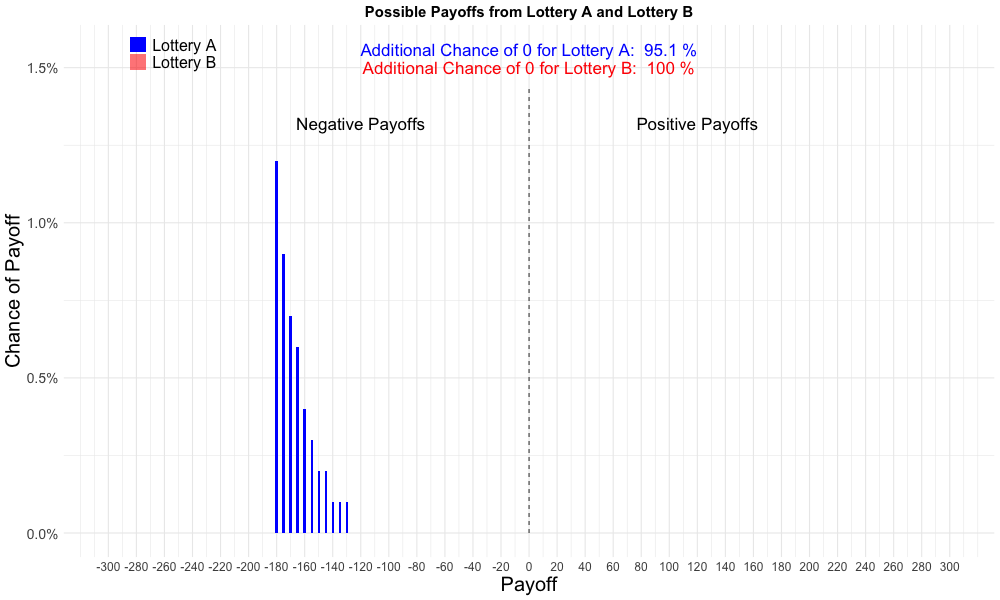 Possible Payoffs from Lottery A and Lottery B
Lottery A
Lottery B
Additional Chance of 0 for Lottery A:  95.1 %
Additional Chance of 0 for Lottery B:  100 %
Negative Payoffs
Positive Payoffs
Chance of Payoff
1.5%
1.0%
0.5%
0.0%
-300 -280 -260 -240 -220 -200 -180 -160 -140 -120 -100 -80 -60 -40 -20 0 20 40 60 80 100 120 140 160 180 200 220 240 260 280 300
Payoff